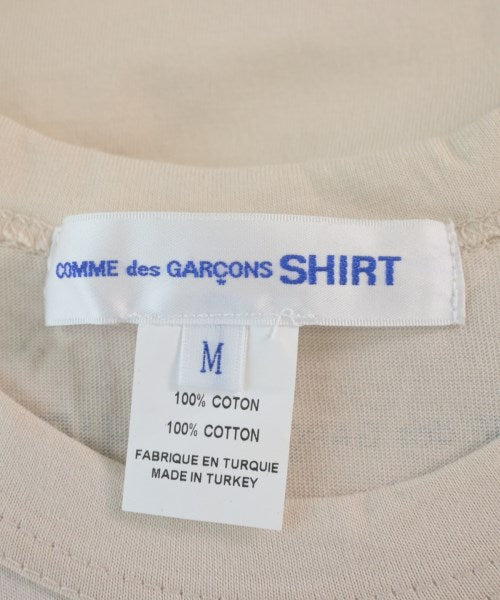 COMME des GARÇONS SHIRT
M
100% COTON
100% COTTON
FABRIQUE EN TURQUIE
MADE IN TURKEY